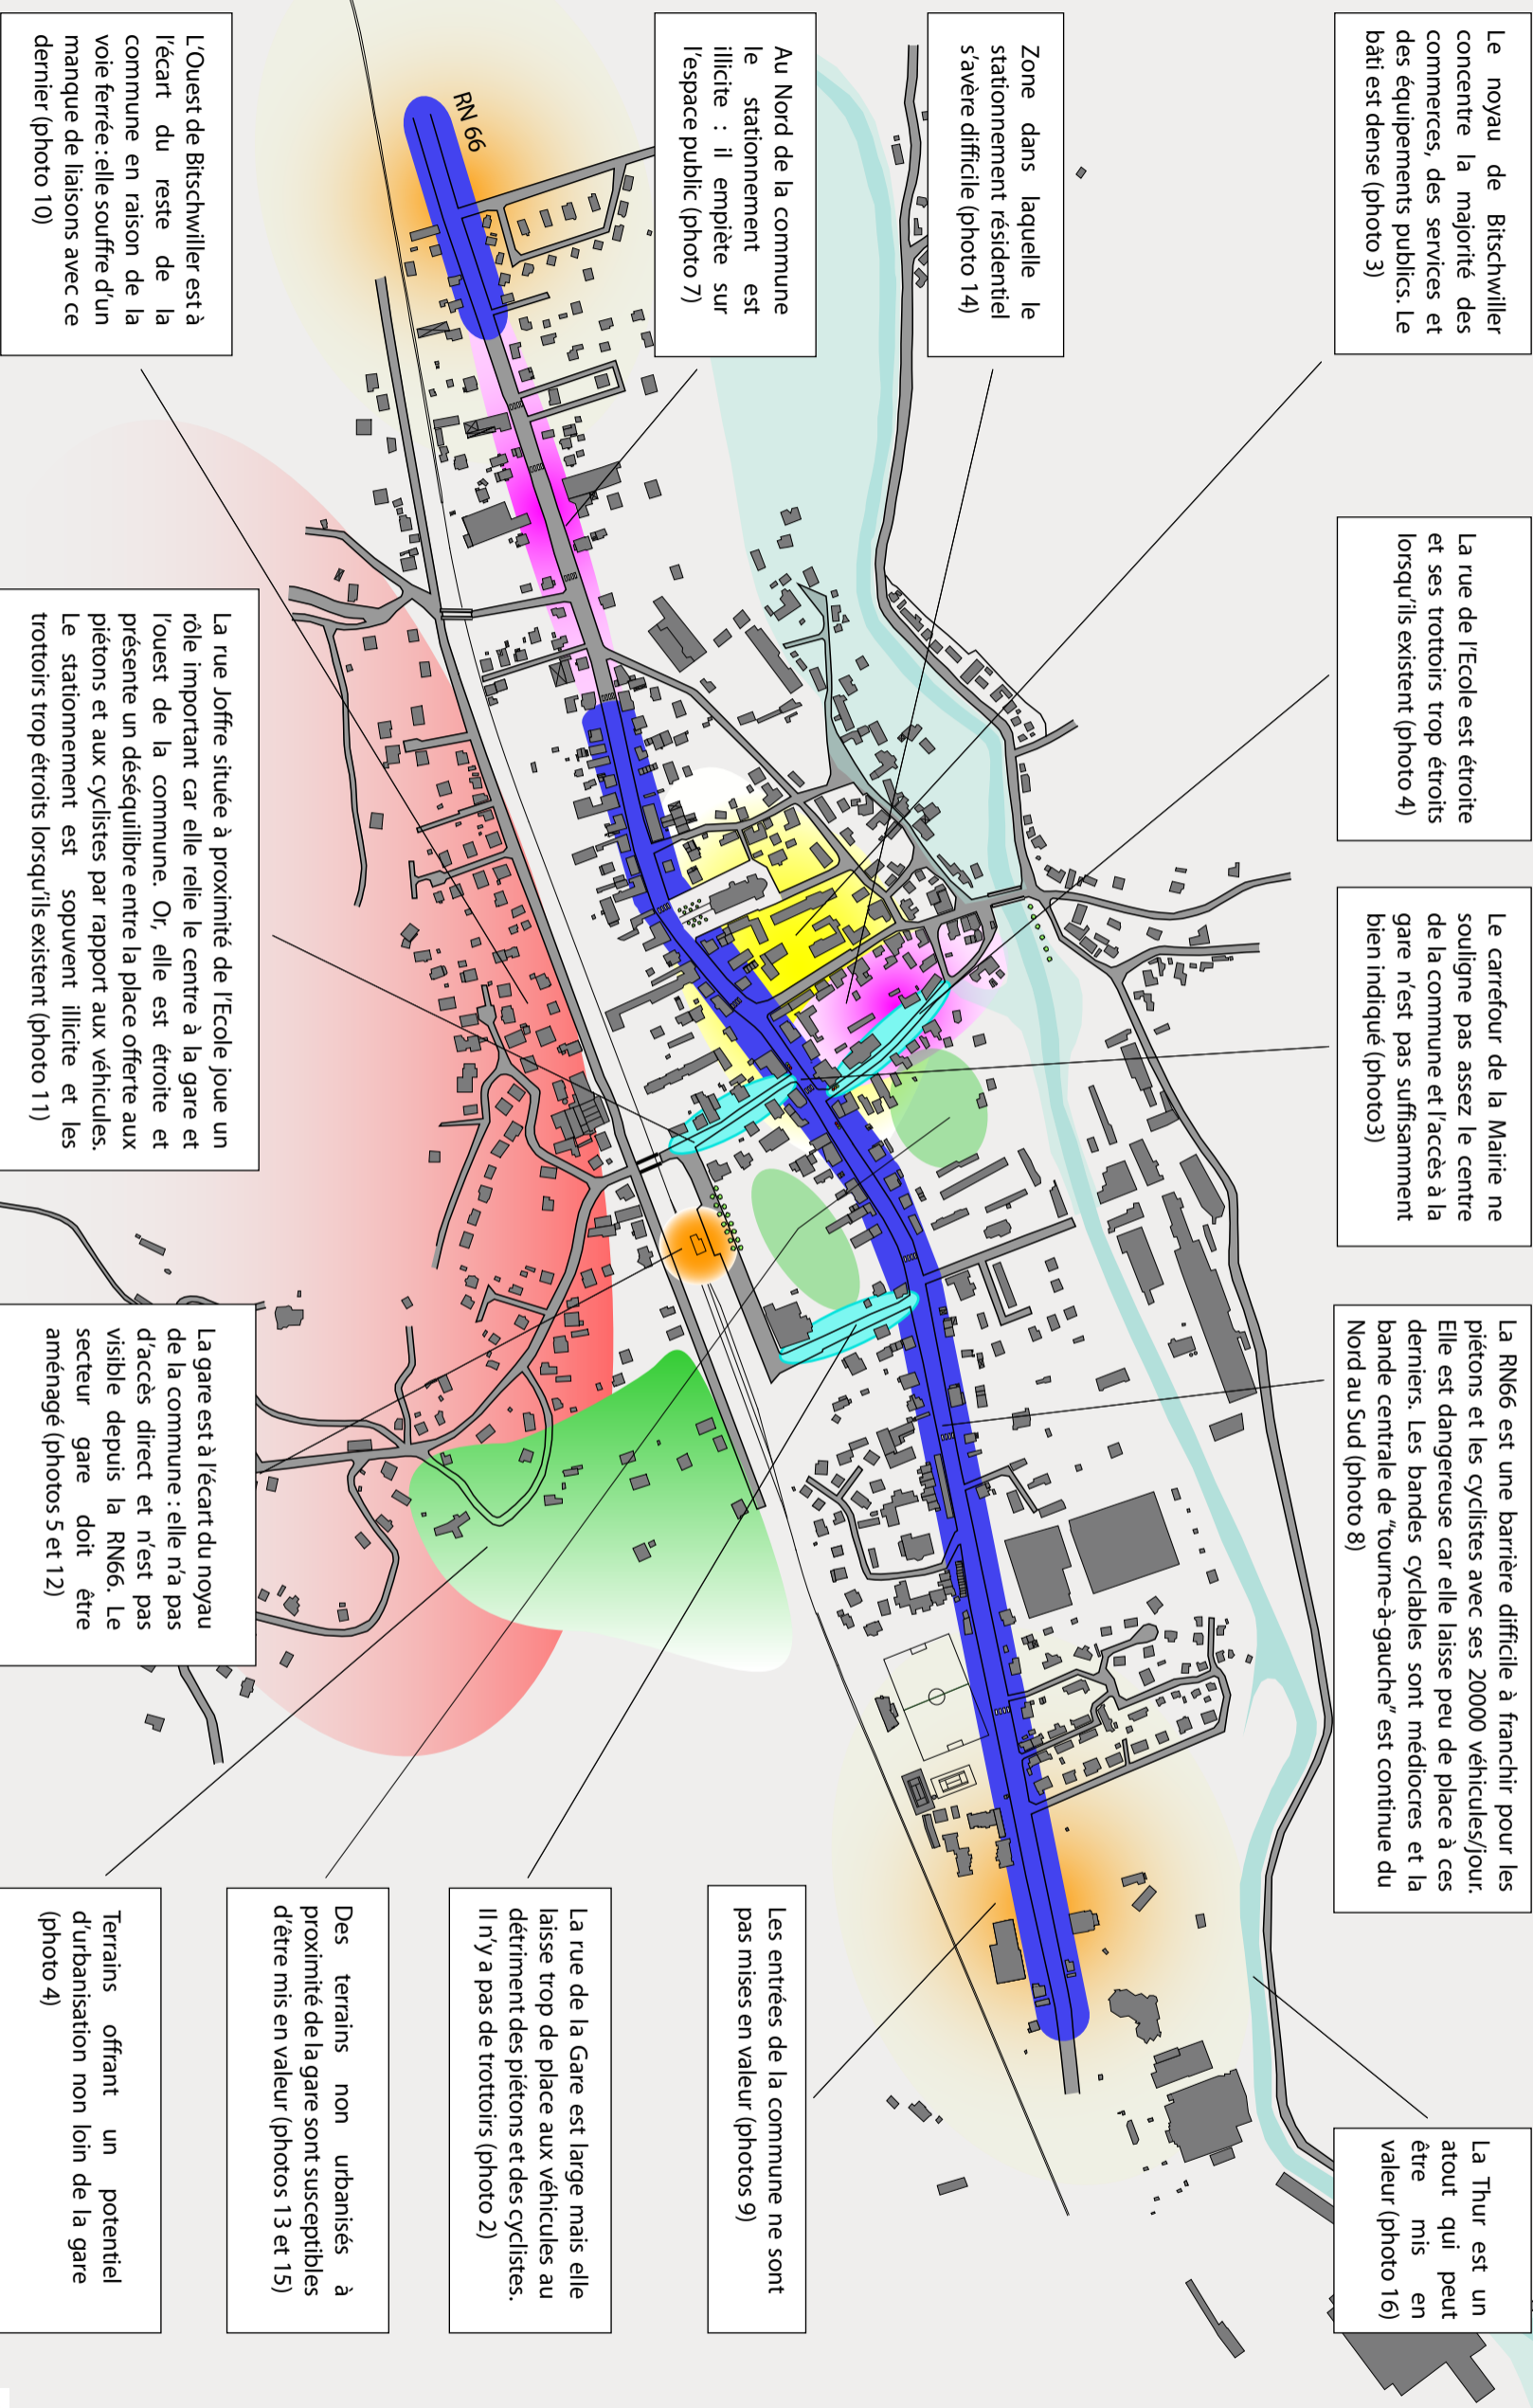 Le noyau de Bitschwiller
concentre la majorité des
commerces, des services et
des équipements publics. Le
bâti est dense (photo 3)
La rue de l'Ecole est étroite
et ses trottoirs trop étroits
lorsqu'ils existent (photo 4)
Le carrefour de la Mairie ne
souligne pas assez le centre
de la commune et l'accès à la
gare n'est pas suffisamment
bien indiqué (photo3)
La RN66 est une barrière difficile à franchir pour les
piétons et les cyclistes avec ses 20000 véhicules/jour.
Elle est dangereuse car elle laisse peu de place à ces
derniers. Les bandes cyclables sont médiocres et la
bande centrale de "tourne-à-gauche" est continue du
Nord au Sud (photo 8)
La Thur est un
atout qui peut
être mis en
valeur (photo 16)
Zone dans laquelle le
stationnement résidentiel
s'avère difficile (photo 14)
Au Nord de la commune
le stationnement est
illicite : il empiète sur
l'espace public (photo 7)
RN 66
Les entrées de la commune ne sont
pas mises en valeur (photos 9)
La rue de la Gare est large mais elle
laisse trop de place aux véhicules au
détriment des piétons et des cyclistes.
Il n'y a pas de trottoirs (photo 2)
Des terrains non urbanisés à
proximité de la gare sont susceptibles
d'être mis en valeur (photos 13 et 15)
L'Ouest de Bitschwiller est à
l'écart du reste de la
commune en raison de la
voie ferrée : elle souffre d'un
manque de liaisons avec ce
dernier (photo 10)
La rue Joffre située à proximité de l'Ecole joue un
rôle important car elle relie le centre à la gare et
l'ouest de la commune. Or, elle est étroite et
présente un déséquilibre entre la place offerte aux
piétons et aux cyclistes par rapport aux véhicules.
Le stationnement est souvent illicite et les
trottoirs trop étroits lorsqu'ils existent (photo 11)
La gare est à l'écart du noyau
de la commune : elle n'a pas
d'accès direct et n'est pas
visible depuis la RN66. Le
secteur gare doit être
aménagé (photos 5 et 12)
Terrains offrant un potentiel
d'urbanisation non loin de la gare
(photo 4)